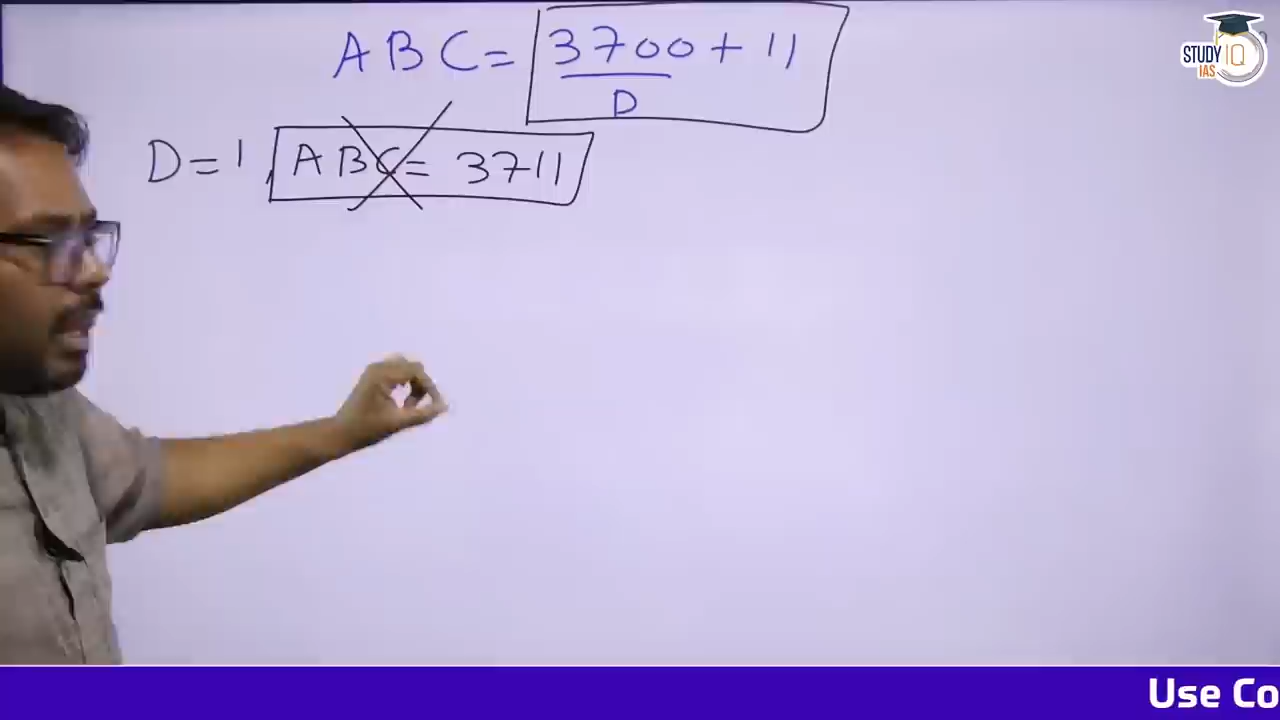 ABC = 3700 + 11
D
D = 1, ABC = 3711
STUDY IQ
IAS
Use Co